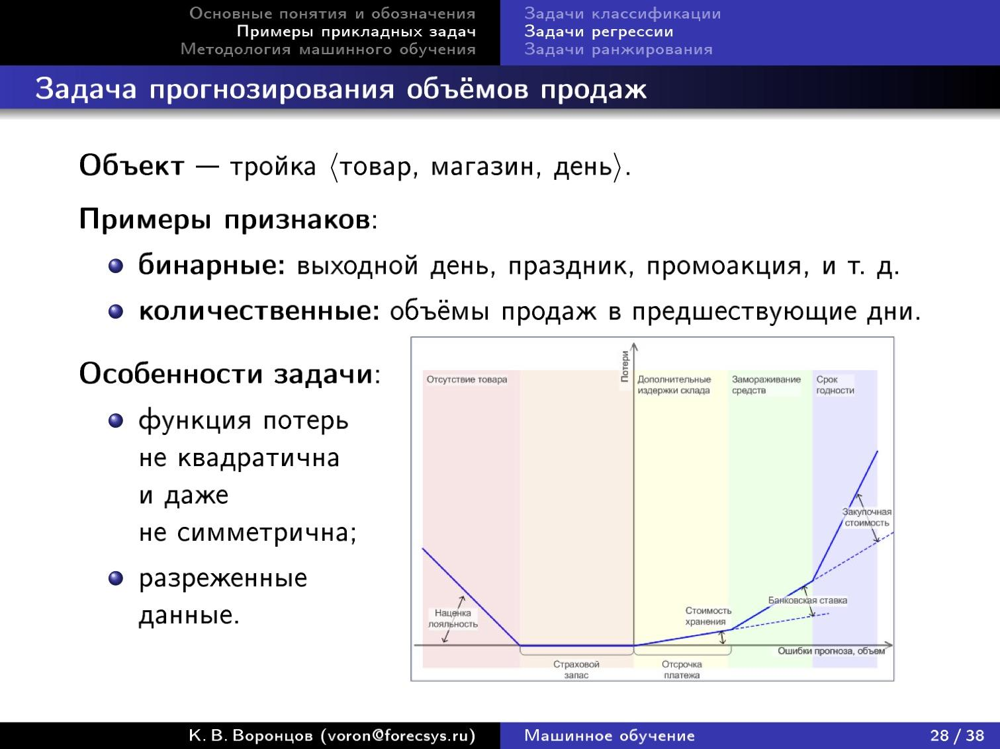 Основные понятия и обозначения
Примеры прикладных задач
Методология машинного обучения
Задачи классификации
Задачи регрессии
Задачи ранжирования
Задача прогнозирования объёмов продаж
Объект — тройка ⟨товар, магазин, день⟩.
Примеры признаков:
бинарные: выходной день, праздник, промоакция, и т. д.
количественные: объёмы продаж в предшествующие дни.
Особенности задачи:
функция потерь
не квадратична
и даже
не симметрична;
разреженные
данные.
Потери
Отсутствие товара
Дополнительные
издержки склада
Замораживание
средств
Срок
годности
Закупочная
стоимость
Банковская ставка
Стоимость
хранения
Наценка
лояльность
Ошибки прогноза, объем
Страховой
запас
Отсрочка
платежа
К. В. Воронцов (voron@forecsys.ru)
Машинное обучение
28 / 38